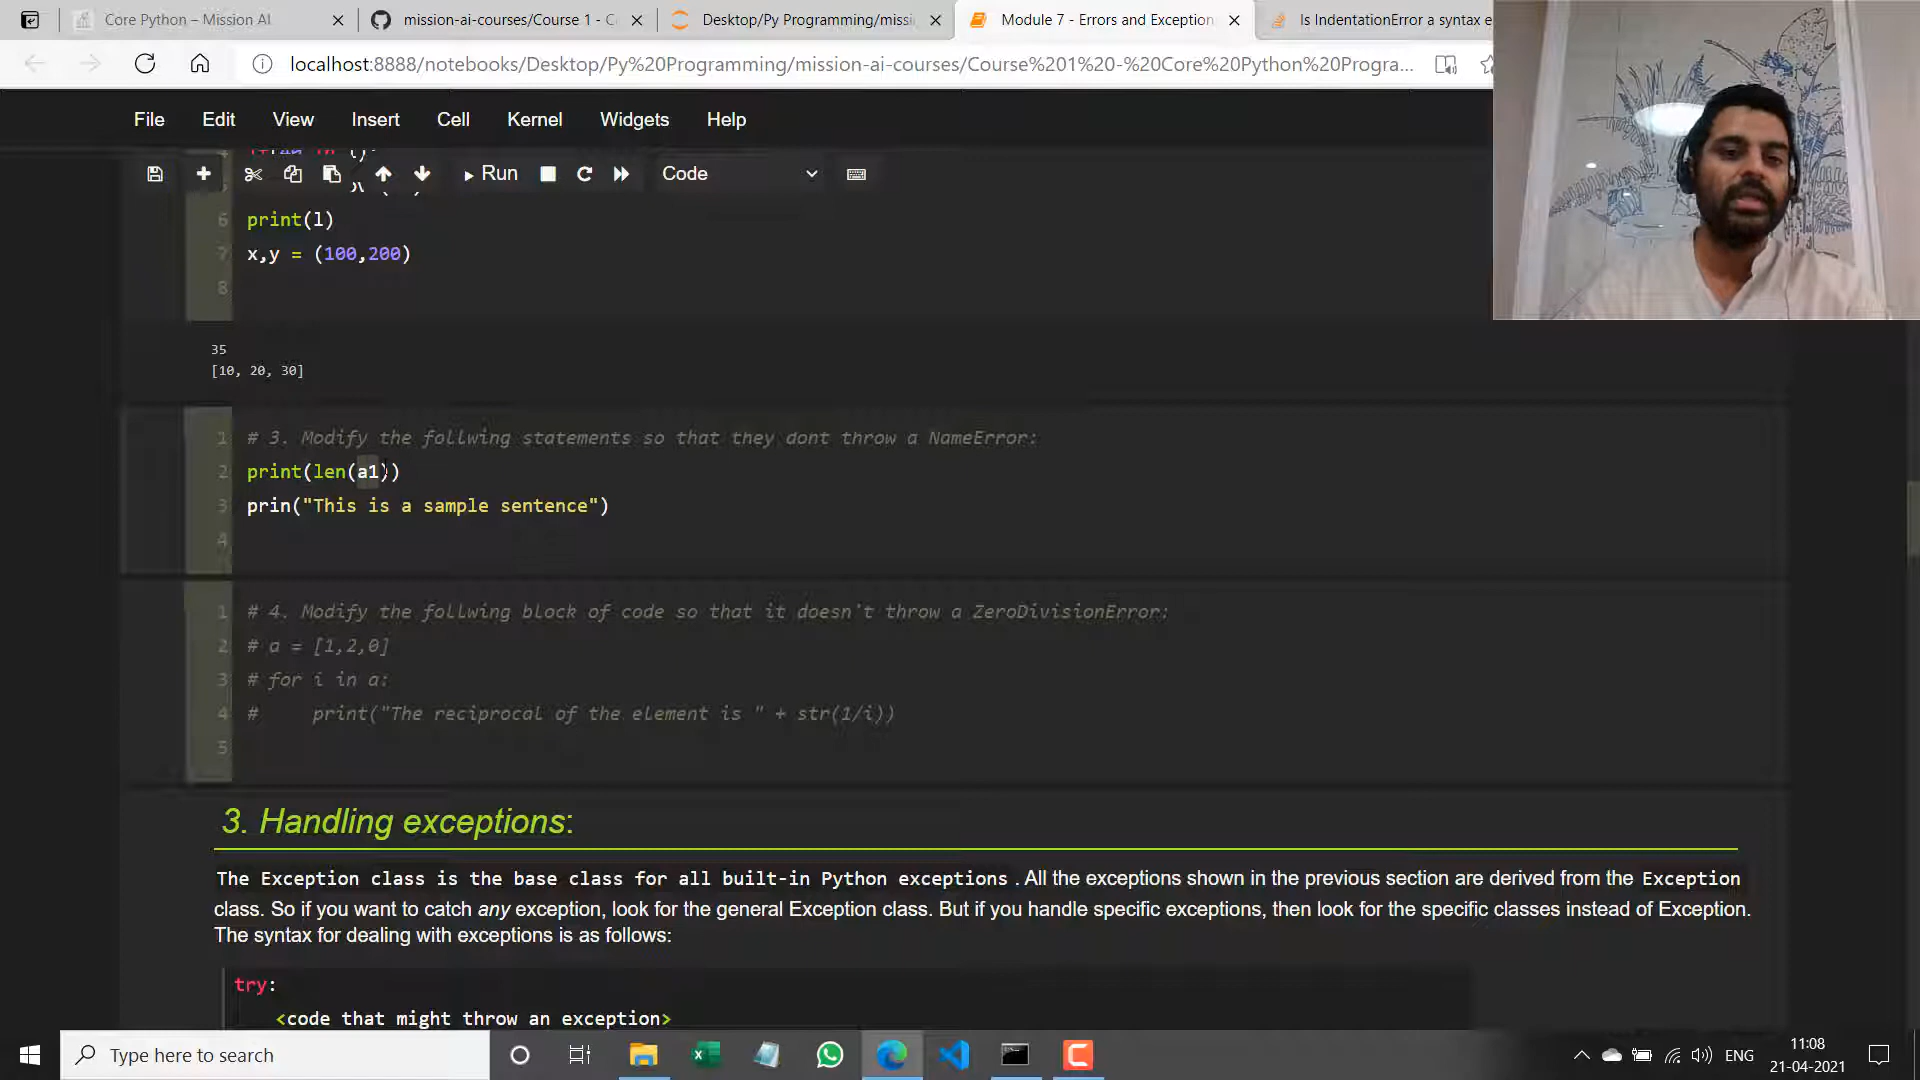 Core Python – Mission AI
mission-ai-courses/Course 1 - C
Desktop/Py Programming/missi
Module 7 - Errors and Exception
Is IndentationError a syntax e
localhost:8888/notebooks/Desktop/Py%20Programming/mission-ai-courses/Course%201%20-%20Core%20Python%20Progra...
File Edit View Insert Cell Kernel Widgets Help
Run Code
6 print(l)
7 x,y = (100,200)
8
35
[10, 20, 30]
1 # 3. Modify the follwing statements so that they dont throw a NameError:
2 print(len(a1))
3 prin("This is a sample sentence")
4
1 # 4. Modify the follwing block of code so that it doesn't throw a ZeroDivisionError:
2 # a = [1,2,0]
3 # for i in a:
4 #     print("The reciprocal of the element is " + str(1/i))
5
3. Handling exceptions:
The Exception class is the base class for all built-in Python exceptions . All the exceptions shown in the previous section are derived from the Exception
class. So if you want to catch any exception, look for the general Exception class. But if you handle specific exceptions, then look for the specific classes instead of Exception.
The syntax for dealing with exceptions is as follows:
try:
<code that might throw an exception>
Type here to search
ENG
11:08
21-04-2021